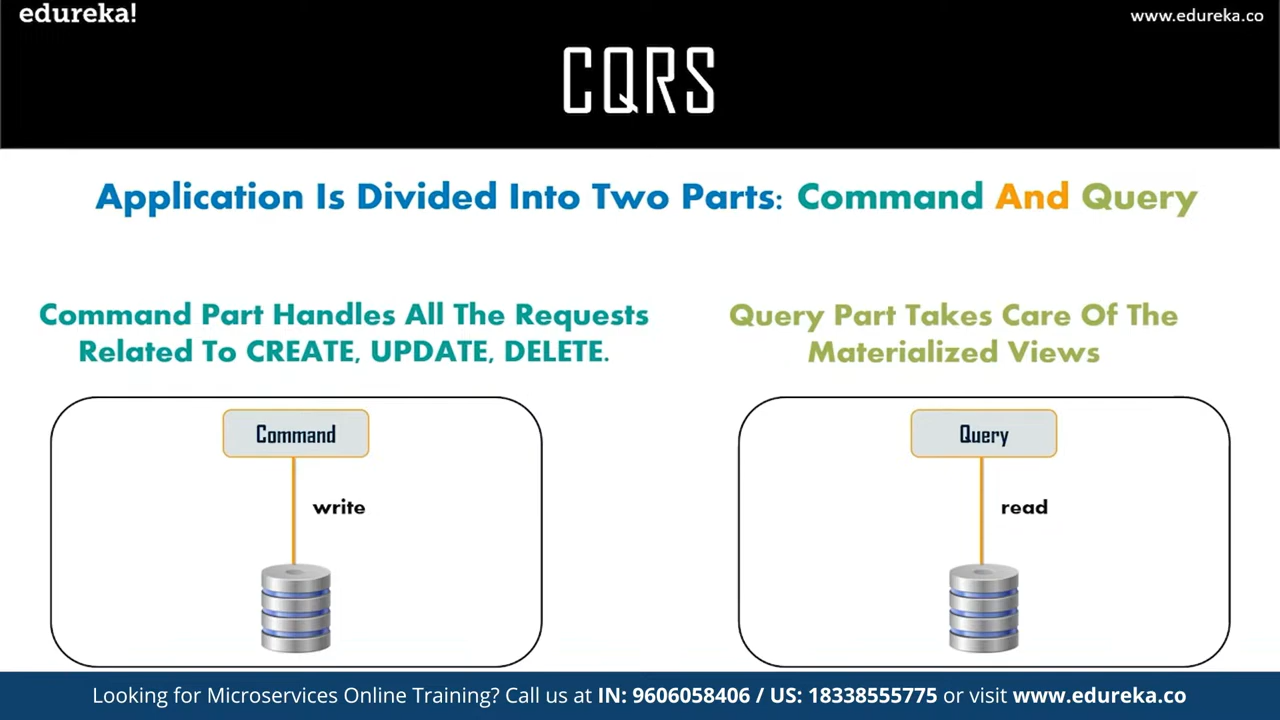 edureka!
www.edureka.co
CQRS
Application Is Divided Into Two Parts: Command And Query
Command Part Handles All The Requests
Related To CREATE, UPDATE, DELETE.
Query Part Takes Care Of The
Materialized Views
Command
write
Query
read
Looking for Microservices Online Training? Call us at IN: 9606058406 / US: 18338555775 or visit www.edureka.co